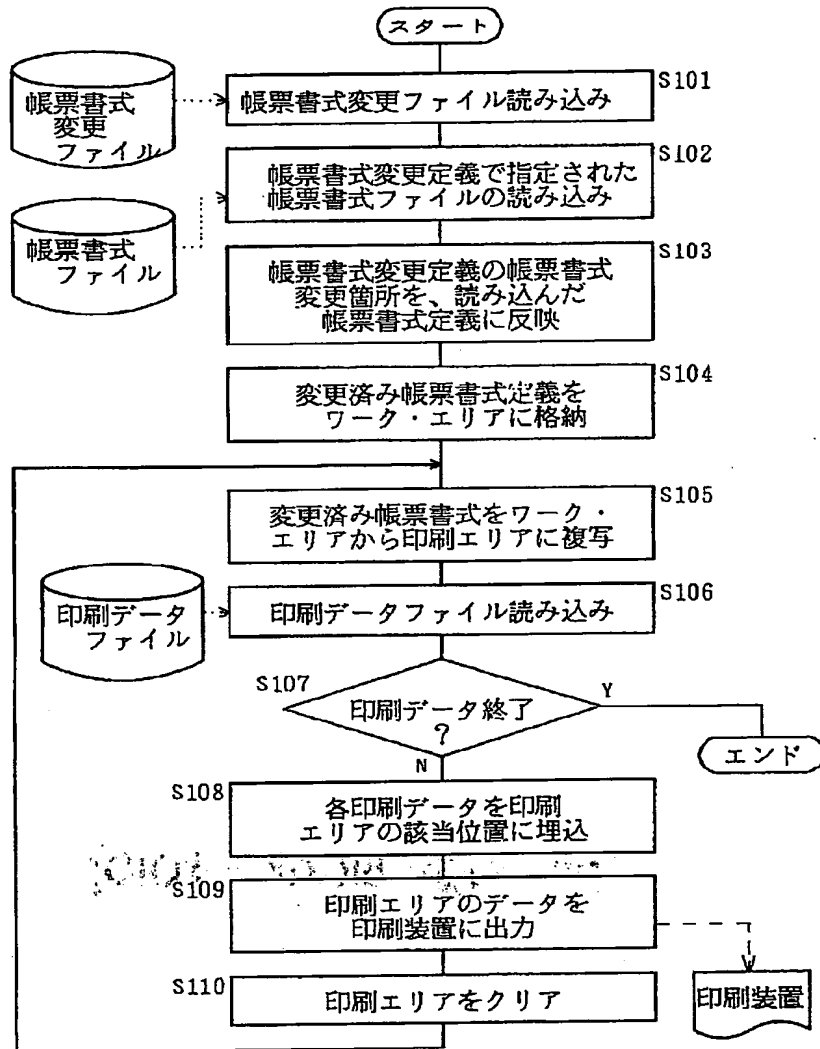 スタート
帳票書式
変更
ファイル
帳票書式変更ファイル読み込み
S101
帳票書式変更定義で指定された
帳票書式ファイルの読み込み
S102
帳票書式
ファイル
帳票書式変更定義の帳票書式
変更箇所を、読み込んだ
帳票書式定義に反映
S103
変更済み帳票書式定義を
ワーク・エリアに格納
S104
変更済み帳票書式をワーク・
エリアから印刷エリアに複写
S105
印刷データ
ファイル
印刷データファイル読み込み
S106
S107
印刷データ終了
?
Y
エンド
N
S108
各印刷データを印刷
エリアの該当位置に埋込
S109
印刷エリアのデータを
印刷装置に出力
S110
印刷エリアをクリア
印刷装置